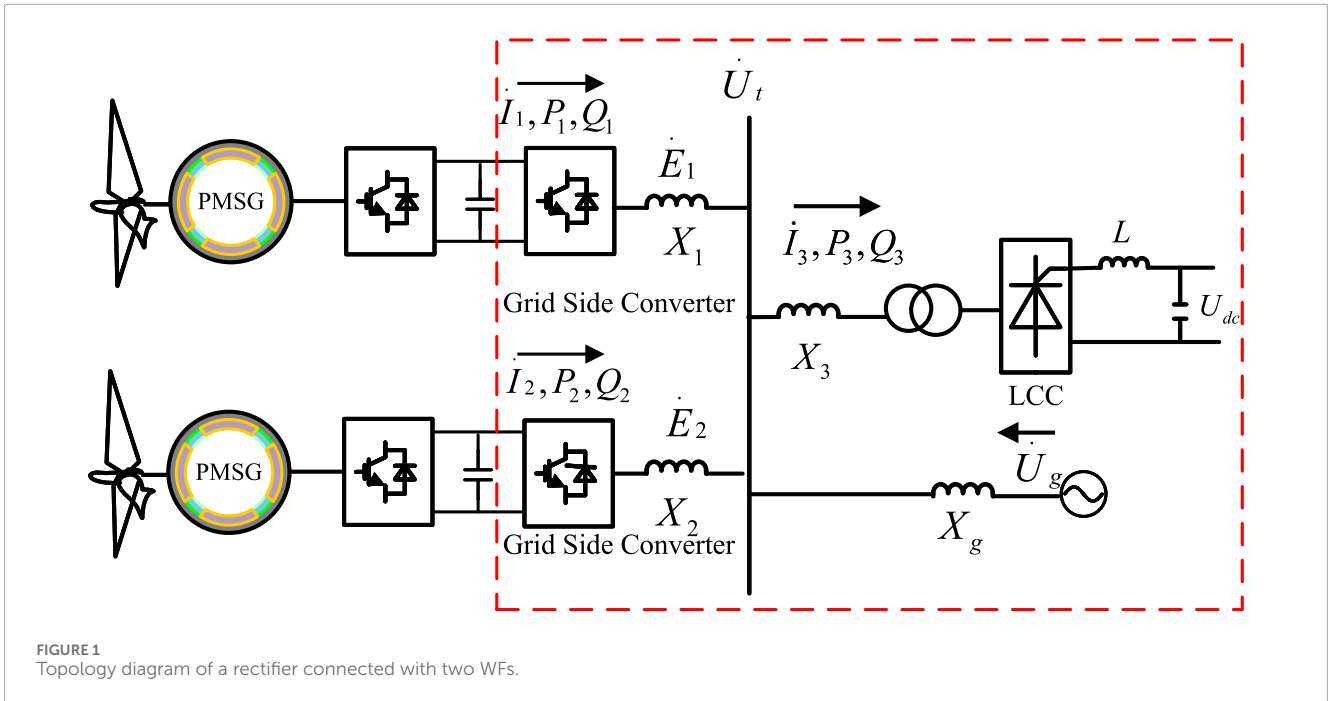 U̇t
İ1, P1, Q1
Ė1
PMSG
X1
İ3, P3, Q3
L
Grid Side Converter
Udc
X3
İ2, P2, Q2
LCC
Ė2
PMSG
U̇g
X2
Xg
Grid Side Converter
FIGURE 1
Topology diagram of a rectifier connected with two WFs.